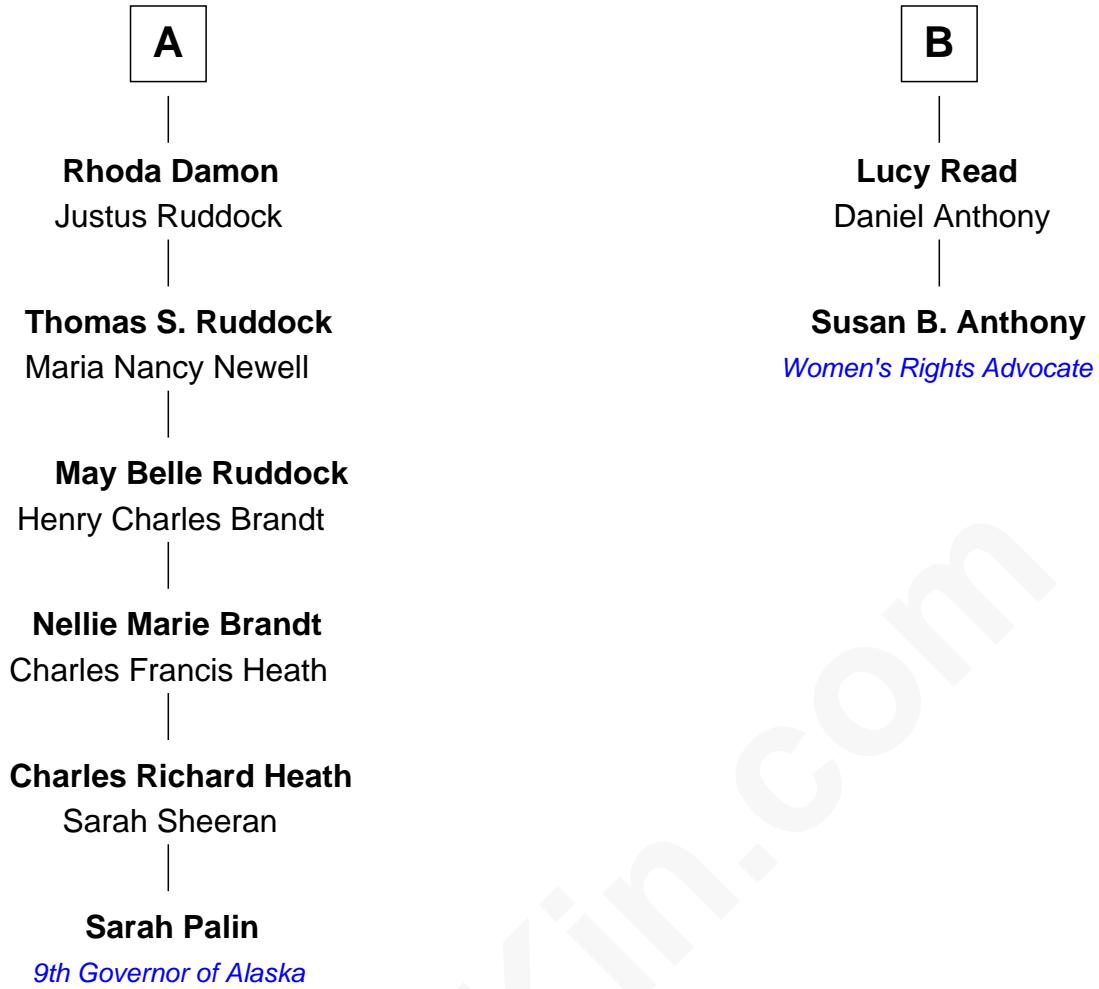 A
B
Rhoda Damon
Justus Ruddock
Lucy Read
Daniel Anthony
Thomas S. Ruddock
Maria Nancy Newell
Susan B. Anthony
Women's Rights Advocate
May Belle Ruddock
Henry Charles Brandt
Nellie Marie Brandt
Charles Francis Heath
Charles Richard Heath
Sarah Sheeran
Sarah Palin
9th Governor of Alaska
Kin.com